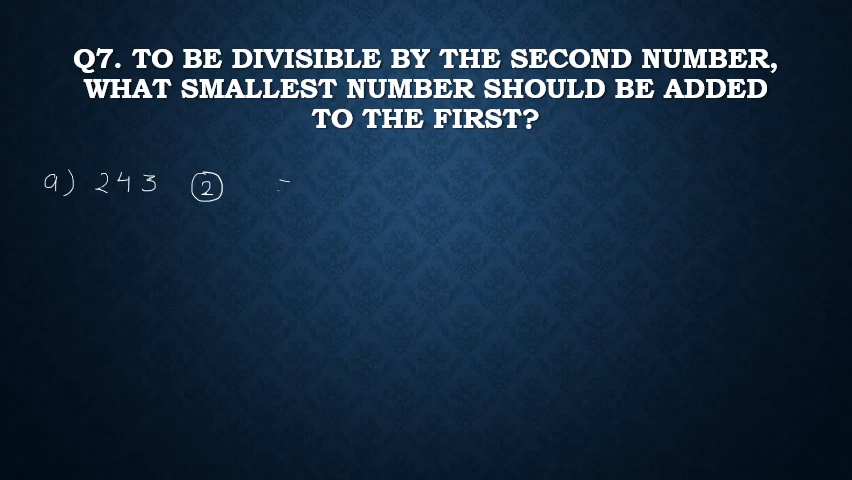 Q7. TO BE DIVISIBLE BY THE SECOND NUMBER,
WHAT SMALLEST NUMBER SHOULD BE ADDED
TO THE FIRST?
a) 243 2 =